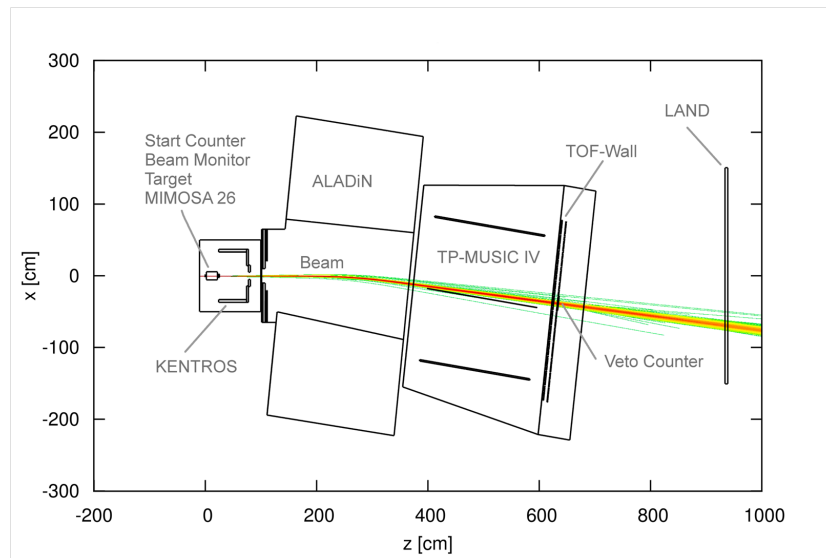 300
200
100
0
-100
-200
-300
x [cm]
-200
0
200
400
600
800
1000
z [cm]
Start Counter
Beam Monitor
Target
MIMOSA 26
KENTROS
ALADiN
Beam
TP-MUSIC IV
TOF-Wall
LAND
Veto Counter